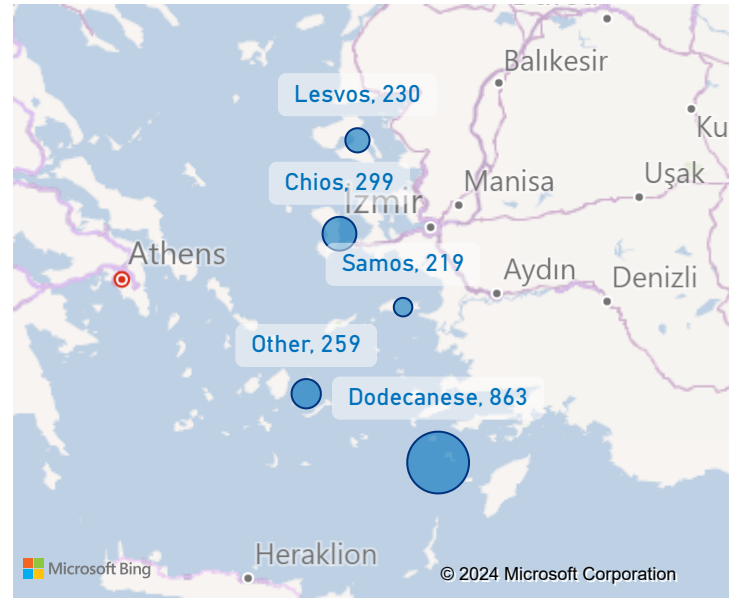 Balıkesir
Lesvos, 230
Ku
Chios, 299
Uşak
Manisa
İzmir
Athens
Samos, 219
Aydın
Denizli
Other, 259
Dodecanese, 863
Heraklion
Microsoft Bing
© 2024 Microsoft Corporation